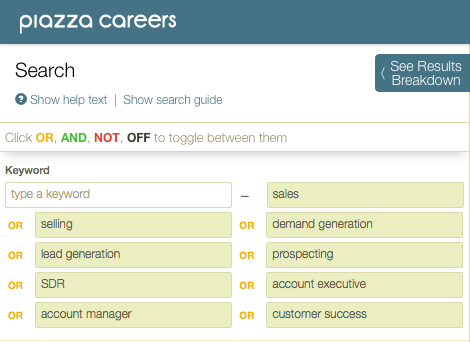 piazza careers
Search
See Results
Breakdown
Show help text | Show search guide
Click OR, AND, NOT, OFF to toggle between them
Keyword
type a keyword – sales
OR selling OR demand generation
OR lead generation OR prospecting
OR SDR OR account executive
OR account manager OR customer success